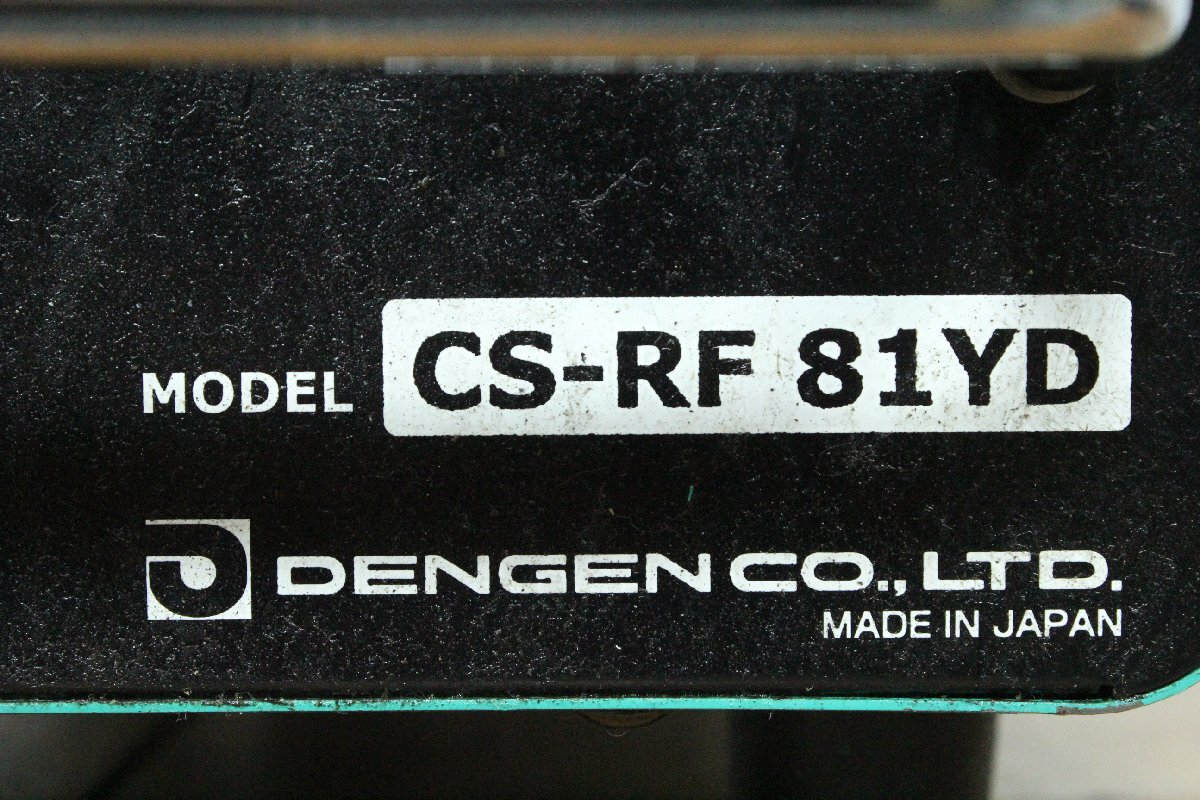 MODEL CS-RF 81YD
DENGEN CO., LTD.
MADE IN JAPAN